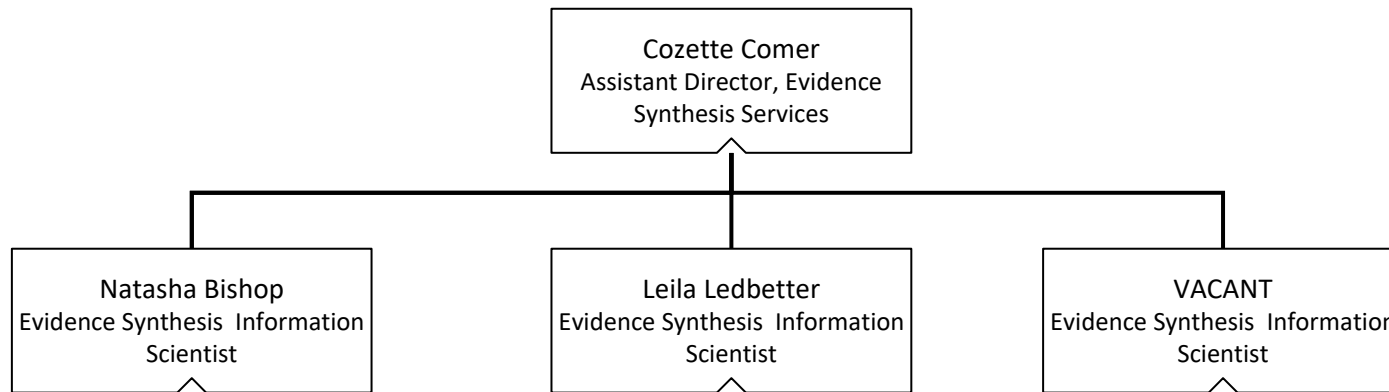 Cozette Comer
Assistant Director, Evidence
Synthesis Services
Natasha Bishop
Evidence Synthesis  Information
Scientist
Leila Ledbetter
Evidence Synthesis  Information
Scientist
VACANT
Evidence Synthesis  Information
Scientist